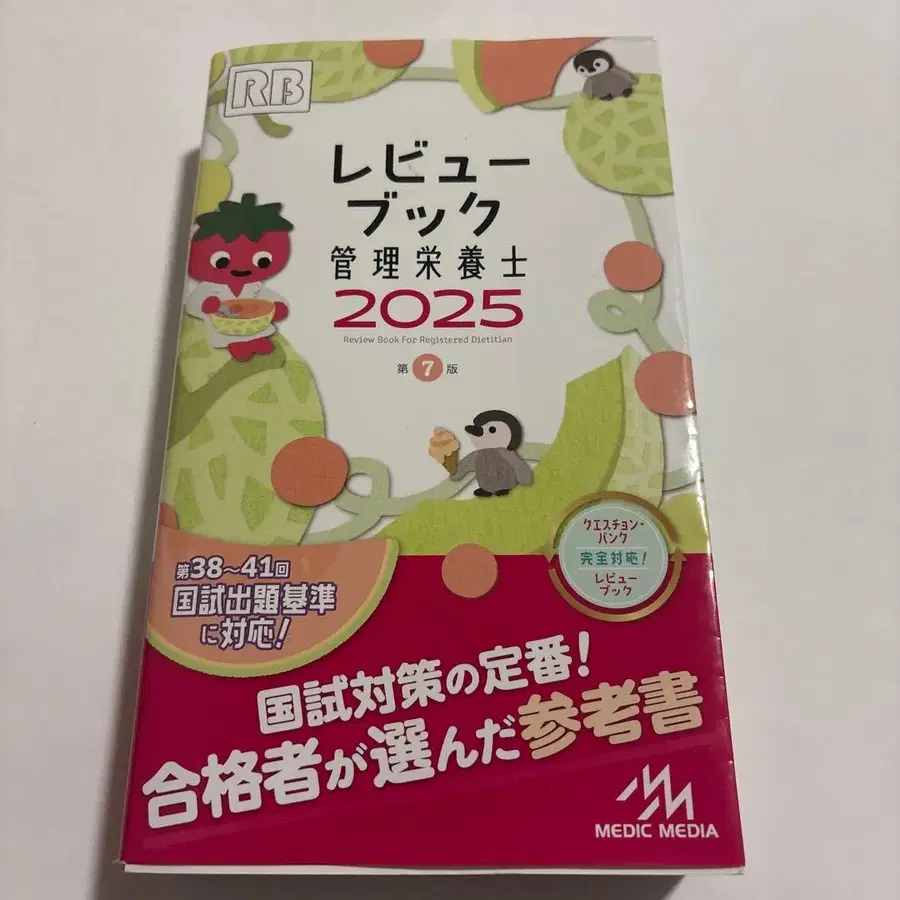 RB
レビュー
ブック
管理栄養士
2025
Review Book For Registered Dietitian
第7版
クエスチョン・
バンク
完全対応!
レビュー
ブック
第38~41回
国試出題基準
に対応!
国試対策の定番!
合格者が選んだ参考書
MEDIC MEDIA